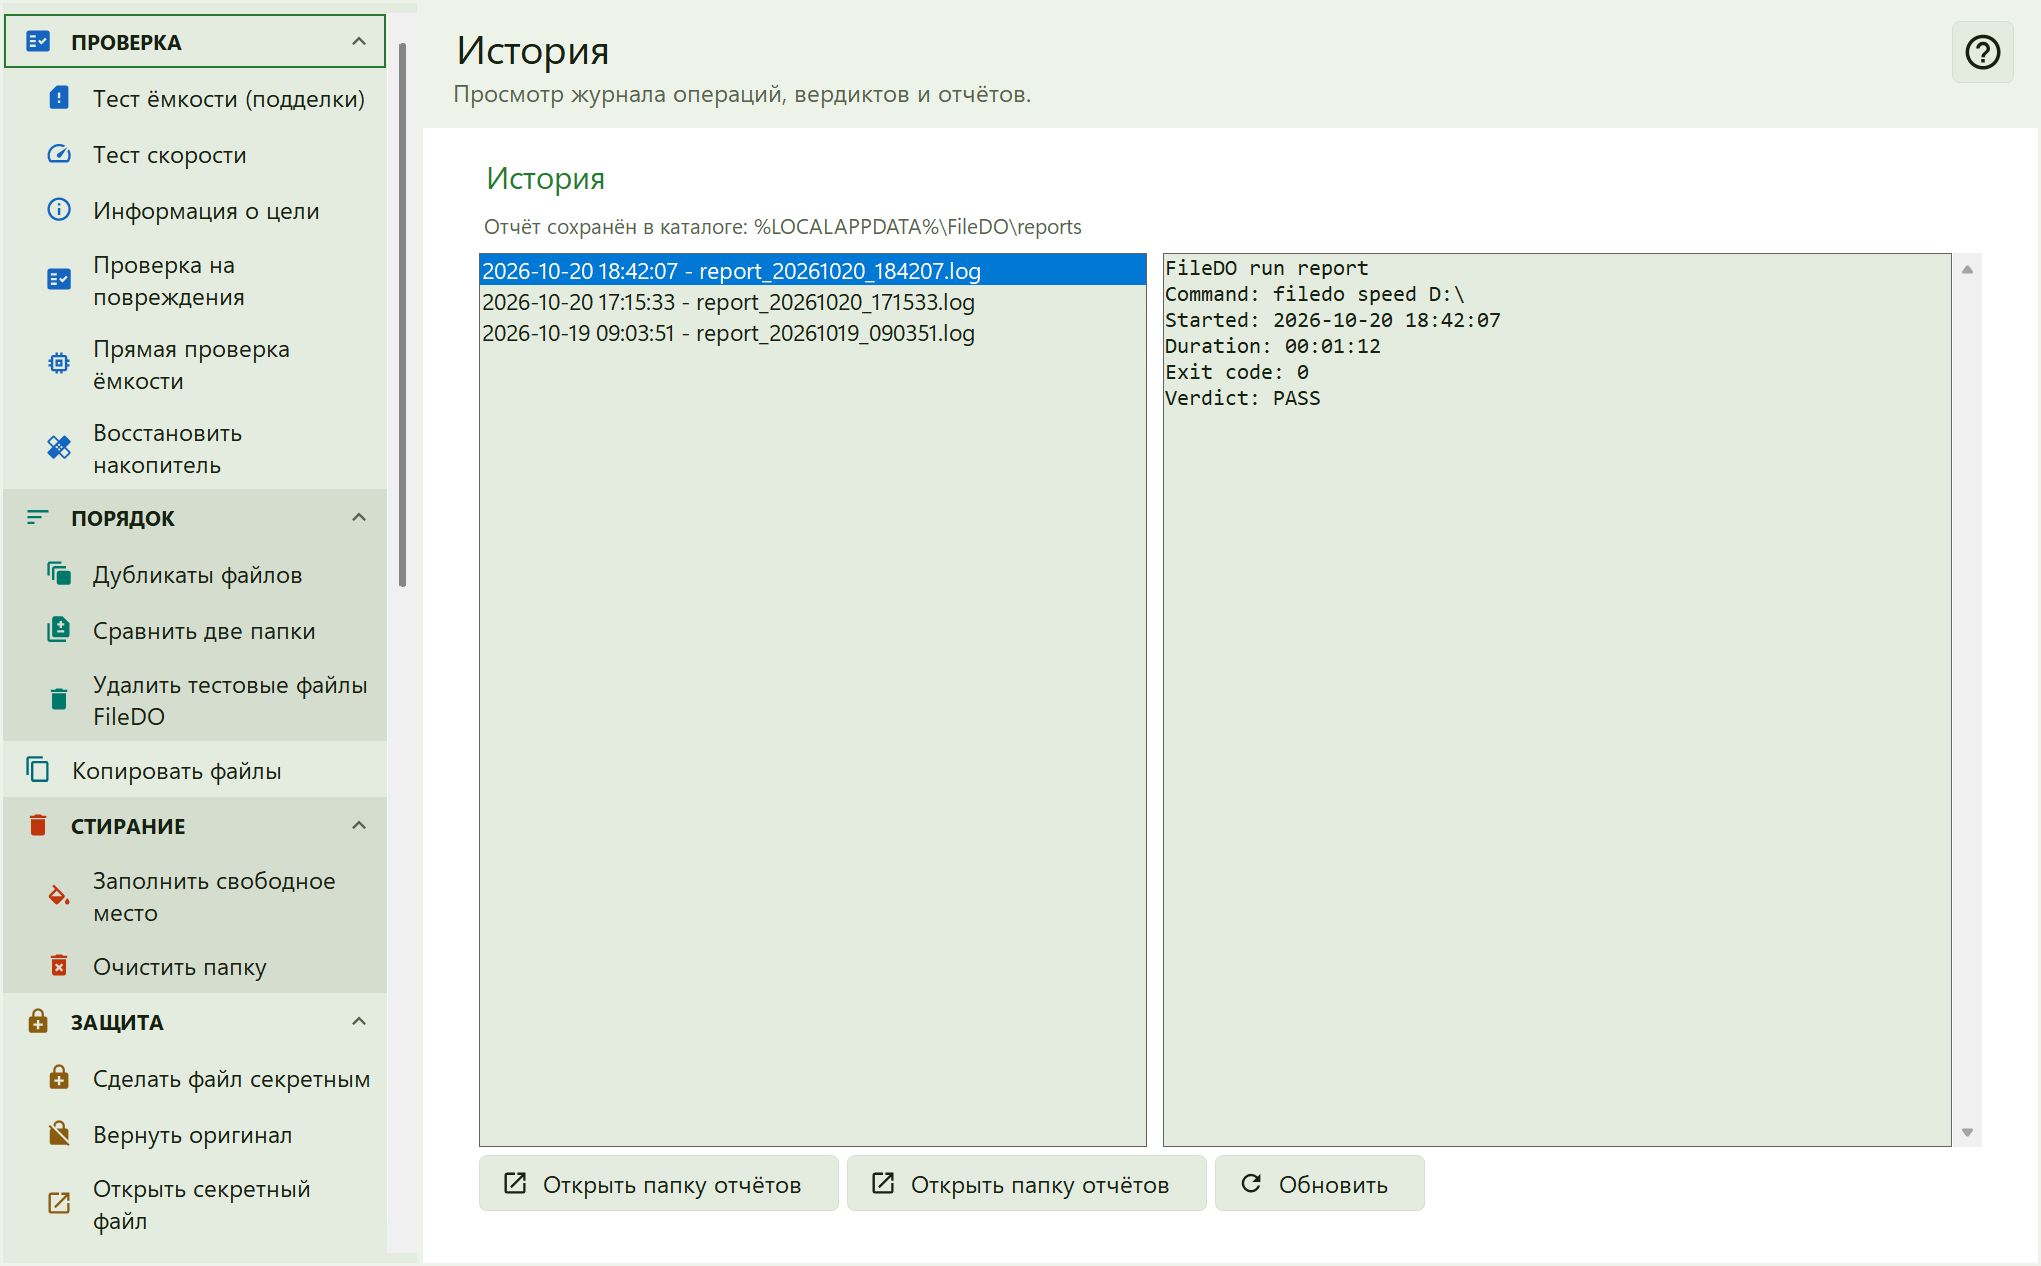 ПРОВЕРКА
Тест ёмкости (подделки)
Тест скорости
Информация о цели
Проверка на
повреждения
Прямая проверка
ёмкости
Восстановить
накопитель
ПОРЯДОК
Дубликаты файлов
Сравнить две папки
Удалить тестовые файлы
FileDO
Копировать файлы
СТИРАНИЕ
Заполнить свободное
место
Очистить папку
ЗАЩИТА
Сделать файл секретным
Вернуть оригинал
Открыть секретный
файл
История
Просмотр журнала операций, вердиктов и отчётов.
История
Отчёт сохранён в каталоге: %LOCALAPPDATA%\FileDO\reports
2026-10-20 18:42:07 - report_20261020_184207.log
2026-10-20 17:15:33 - report_20261020_171533.log
2026-10-19 09:03:51 - report_20261019_090351.log
FileDO run report
Command: filedo speed D:\
Started: 2026-10-20 18:42:07
Duration: 00:01:12
Exit code: 0
Verdict: PASS
Открыть папку отчётов
Открыть папку отчётов
Обновить